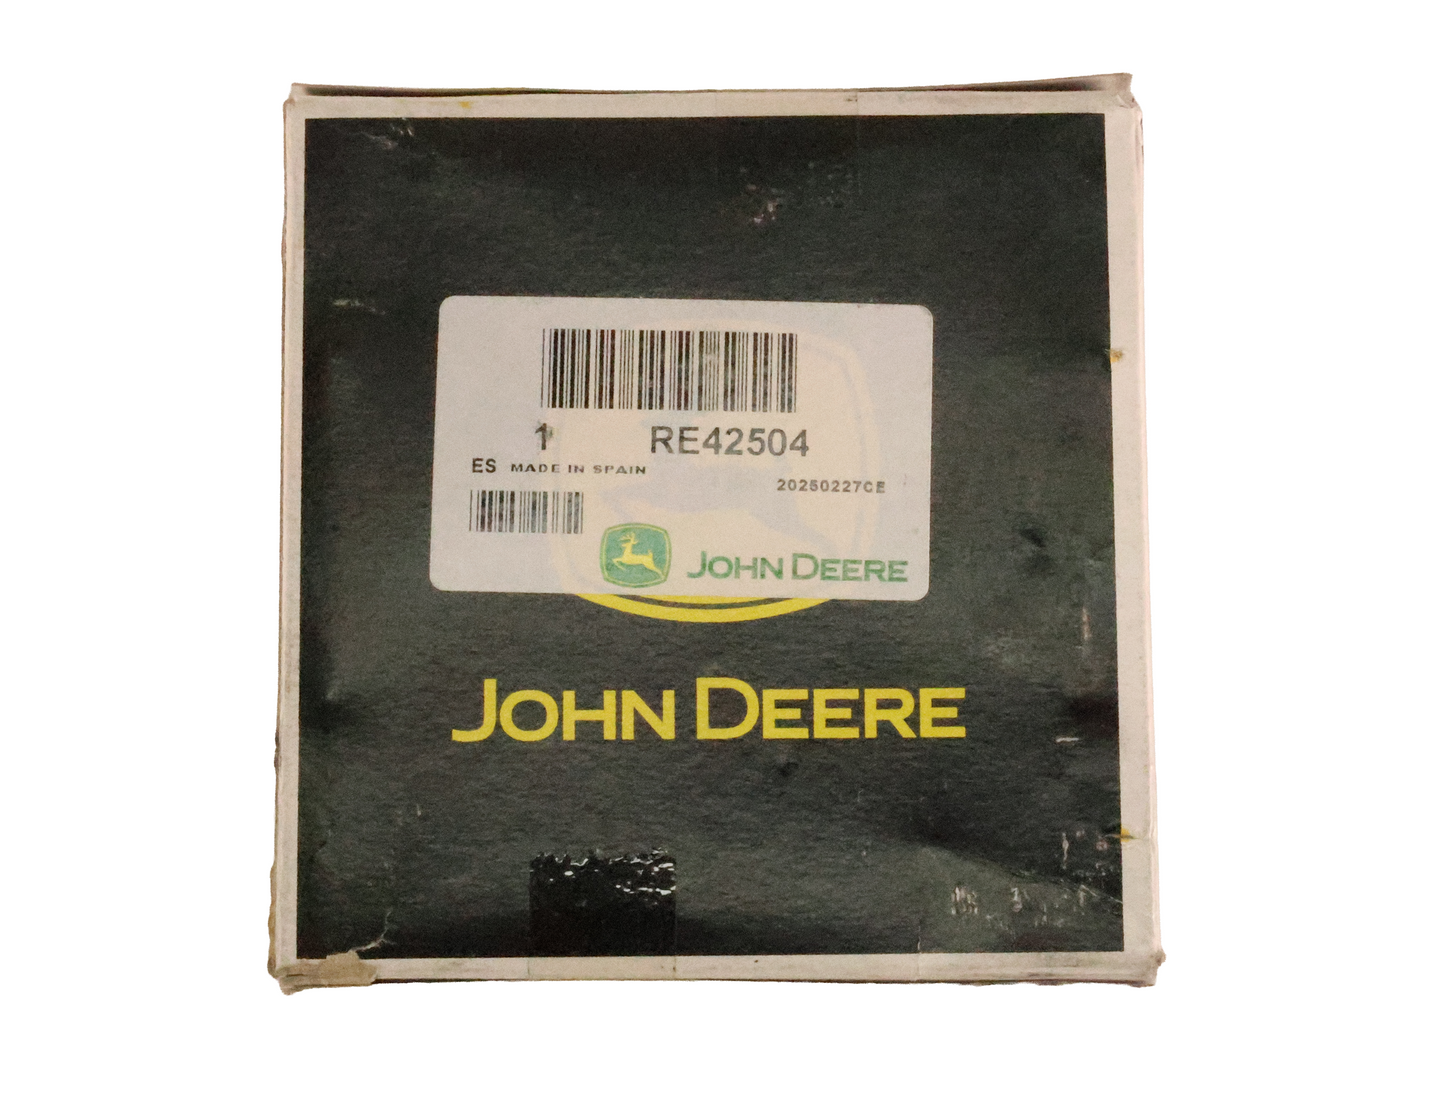 1 RE42504
ES MADE IN SPAIN
20250227CE
JOHN DEERE
JOHN DEERE